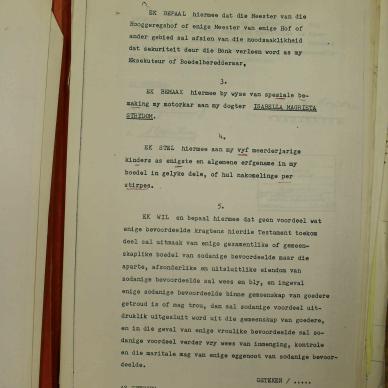 EK BEPAAL hiermee dat die Meester van die
Hooggeregshof of enige Meester van enige Hof of
ander gebied sal afsien van die noodsaaklikheid
dat sekuriteit deur die Bank verleen word as my
Eksekuteur of Boedelberedderaar,
3.
EK BEMAAK hiermee by wyse van spesiale be-
making my motorkar aan my dogter ISABELLA MAGRIETA
STRYDOM.
4.
EK STEL hiermee aan my vyf meerderjarige
kinders as enigste en algemene erfgename in my
boedel in gelyke dele, of hul nakomelinge per
stirpes.
5.
EK WIL en bepaal hiermee dat geen voordeel wat
enige bevoordeelde kragtens hierdie Testament toekom
deel sal uitmaak van enige gesamentlike of gemeen-
skaplike boedel van sodanige bevoordeelde maar die
aparte, afsonderlike en uitsluitlike eiendom van
sodanige bevoordeelde sal wees en bly, en ingeval
enige sodanige bevoordeelde binne gemeenskap van goedere
getroud is of mag trou, dan sal sodanige voordeel uit-
druklik uitgesluit word uit die gemeenskap van goedere,
en in die geval van enige vroulike bevoordeelde sal so-
danige voordeel verder vry wees van inmenging, kontrole
en die maritale mag van enige eggenoot van sodanige bevoor-
deelde.
GETEKEN / .....